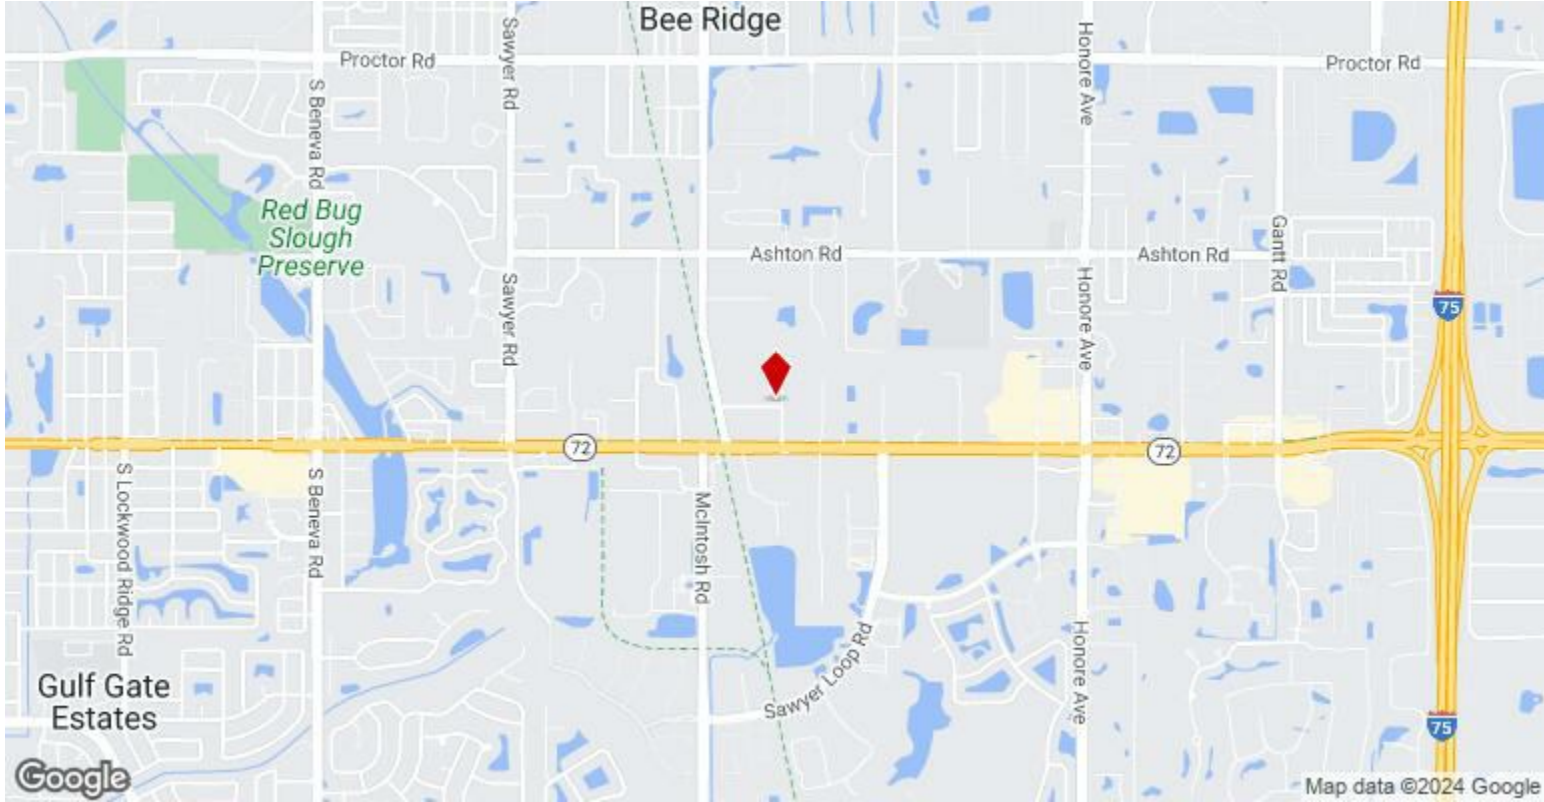 Bee Ridge
Proctor Rd
Proctor Rd
S Beneva Rd
Sawyer Rd
Honore Ave
Red Bug
Slough
Preserve
Ashton Rd
Ashton Rd
Gantt Rd
Sawyer Rd
Honore Ave
75
72
72
S Lockwood Ridge Rd
S Beneva Rd
McIntosh Rd
Sawyer Loop Rd
Honore Ave
Gulf Gate
Estates
75
Google
Map data ©2024 Google